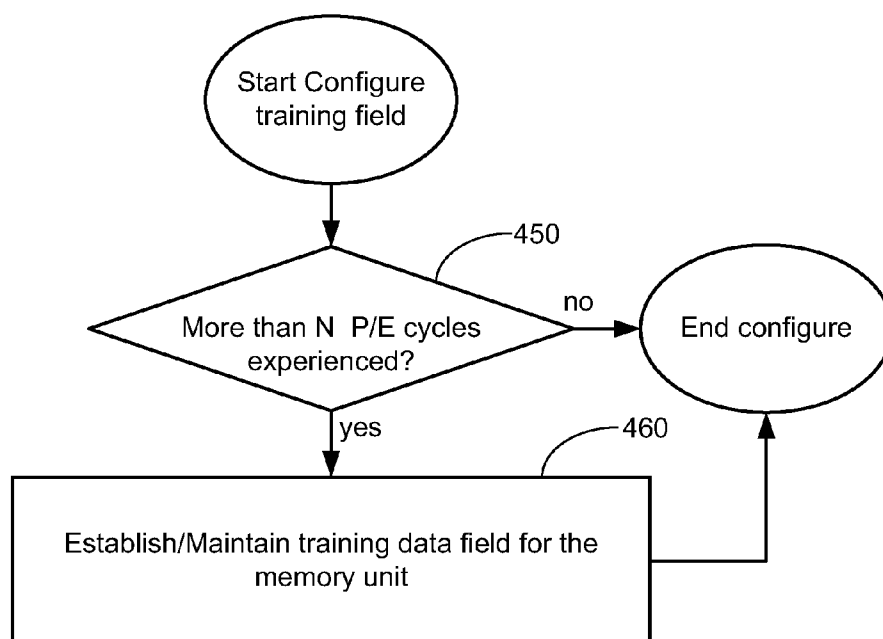 Start Configure
training field
450
More than N P/E cycles
experienced?
no
End configure
yes
460
Establish/Maintain training data field for the
memory unit